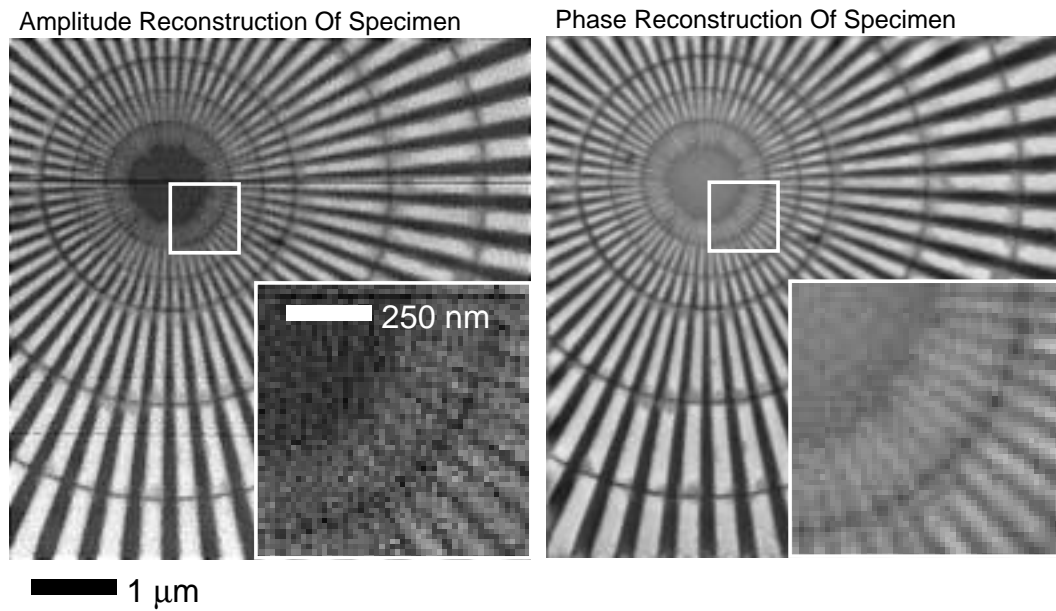 Amplitude Reconstruction Of Specimen
Phase Reconstruction Of Specimen
250 nm
1 μm